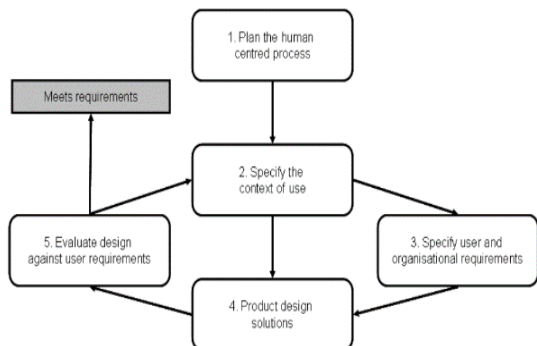 1. Plan the human
centred process
Meets requirements
2. Specify the
context of use
5. Evaluate design
against user requirements
3. Specify user and
organisational requirements
4. Product design
solutions